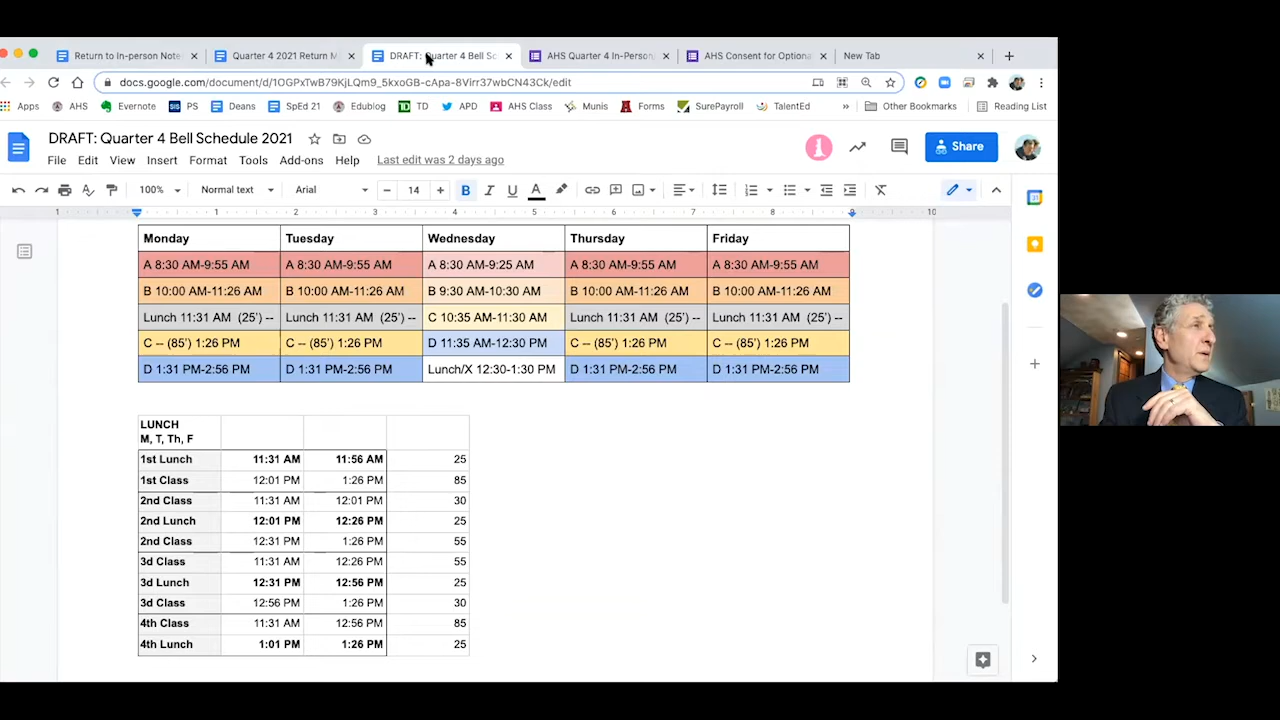 Return to In-person Note
Quarter 4 2021 Return M
DRAFT: Quarter 4 Bell Sc
AHS Quarter 4 In-Person
AHS Consent for Optiona
New Tab
docs.google.com/document/d/1OGPxTwB79KjLQm9_5kxoGB-cApa-8Virr37wbCN43Ck/edit
Apps
AHS
Evernote
SIS PS
Deans
SpEd 21
Edublog
TD TD
APD
AHS Class
Munis
Forms
SurePayroll
TalentEd
»
Other Bookmarks
Reading List
DRAFT: Quarter 4 Bell Schedule 2021
File Edit View Insert Format Tools Add-ons Help Last edit was 2 days ago
Share
100% Normal text Arial - 14 + B I U A
1 1 2 3 4 5 6 7 8 9 10
Monday Tuesday Wednesday Thursday Friday
A 8:30 AM-9:55 AM A 8:30 AM-9:55 AM A 8:30 AM-9:25 AM A 8:30 AM-9:55 AM A 8:30 AM-9:55 AM
B 10:00 AM-11:26 AM B 10:00 AM-11:26 AM B 9:30 AM-10:30 AM B 10:00 AM-11:26 AM B 10:00 AM-11:26 AM
Lunch 11:31 AM (25') -- Lunch 11:31 AM (25') -- C 10:35 AM-11:30 AM Lunch 11:31 AM (25') -- Lunch 11:31 AM (25') --
C -- (85') 1:26 PM C -- (85') 1:26 PM D 11:35 AM-12:30 PM C -- (85') 1:26 PM C -- (85') 1:26 PM
D 1:31 PM-2:56 PM D 1:31 PM-2:56 PM Lunch/X 12:30-1:30 PM D 1:31 PM-2:56 PM D 1:31 PM-2:56 PM
LUNCH
M, T, Th, F
1st Lunch 11:31 AM 11:56 AM 25
1st Class 12:01 PM 1:26 PM 85
2nd Class 11:31 AM 12:01 PM 30
2nd Lunch 12:01 PM 12:26 PM 25
2nd Class 12:31 PM 1:26 PM 55
3d Class 11:31 AM 12:26 PM 55
3d Lunch 12:31 PM 12:56 PM 25
3d Class 12:56 PM 1:26 PM 30
4th Class 11:31 AM 12:56 PM 85
4th Lunch 1:01 PM 1:26 PM 25